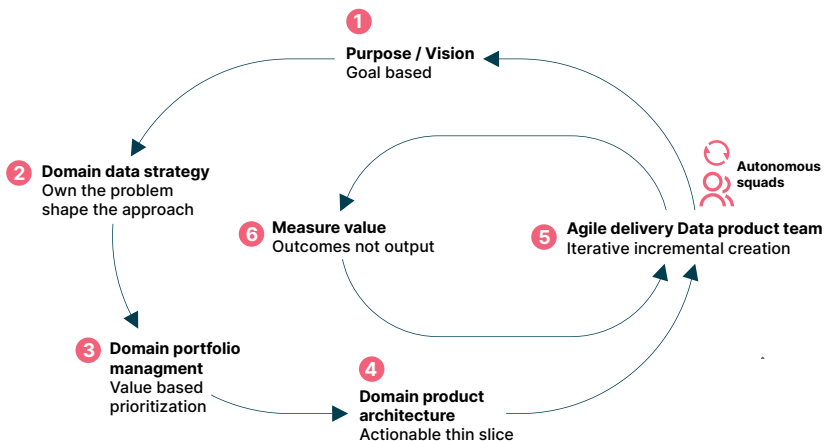 1
Purpose / Vision
Goal based
2
Domain data strategy
Own the problem
shape the approach
3
Domain portfolio
managment
Value based
prioritization
4
Domain product
architecture
Actionable thin slice
5
Agile delivery Data product team
Iterative incremental creation
Autonomous
squads
6
Measure value
Outcomes not output